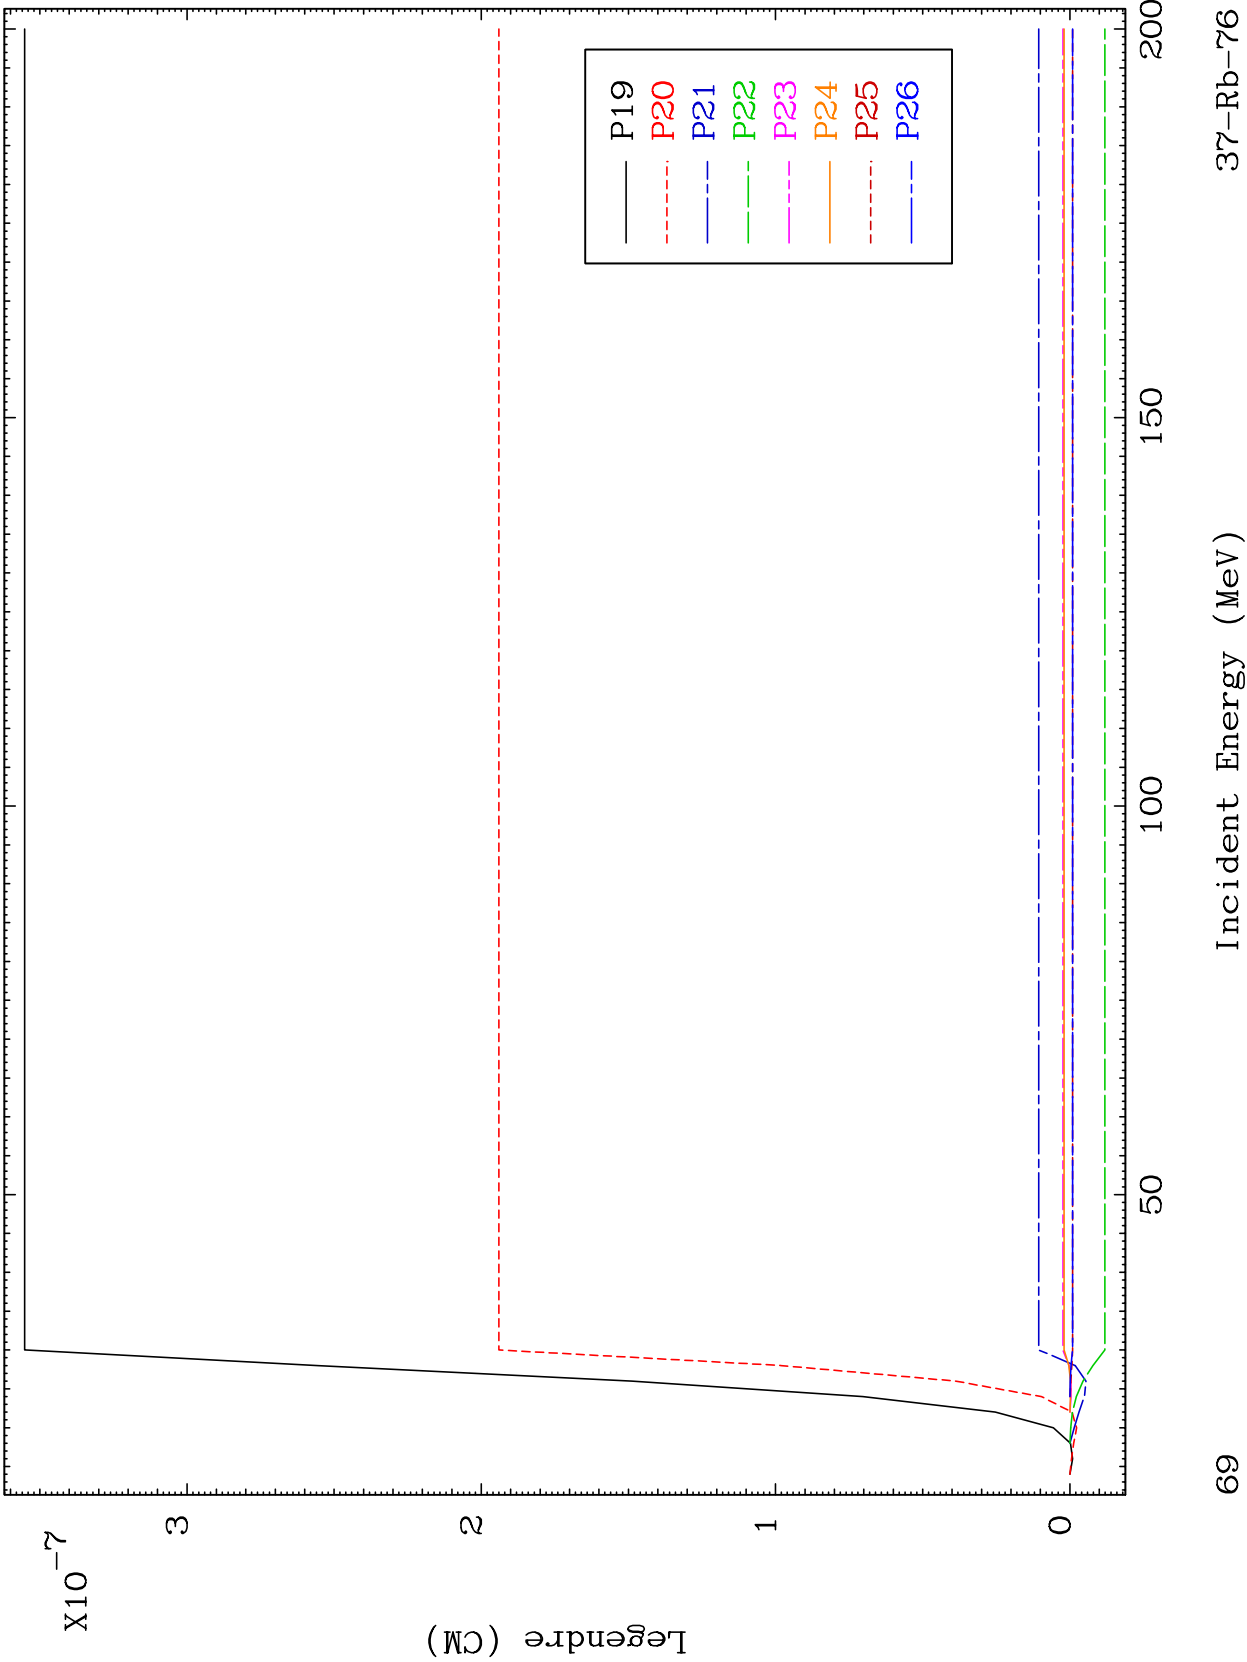 X10-7
Legendre (CM)
3
2
1
0
P19
P20
P21
P22
P23
P24
P25
P26
50
100
150
200
69
Incident Energy (MeV)
37-Rb-76